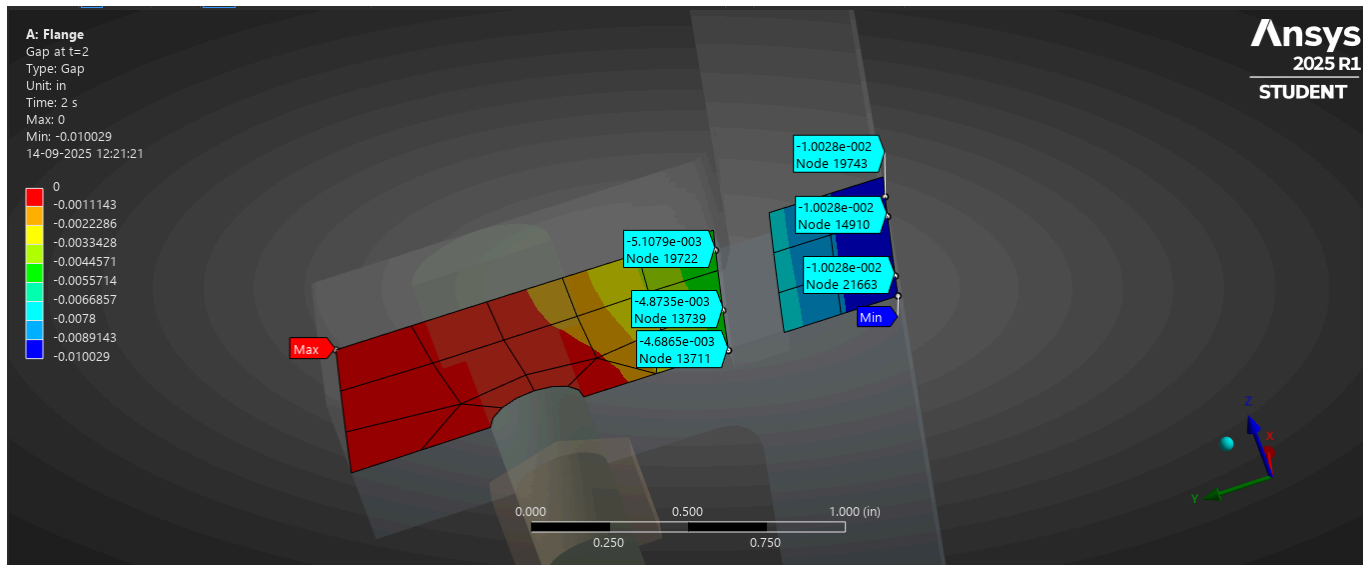 A: Flange
Gap at t=2
Type: Gap
Unit: in
Time: 2 s
Max: 0
Min: -0.010029
14-09-2025 12:21:21
0
-0.0011143
-0.0022286
-0.0033428
-0.0044571
-0.0055714
-0.0066857
-0.0078
-0.0089143
-0.010029
Ansys
2025 R1
STUDENT
-1.0028e-002
Node 19743
-1.0028e-002
Node 14910
-1.0028e-002
Node 21663
Min
-5.1079e-003
Node 19722
-4.8735e-003
Node 13739
-4.6865e-003
Node 13711
Max
0.000
0.500
1.000 (in)
0.250
0.750
Z
X
Y